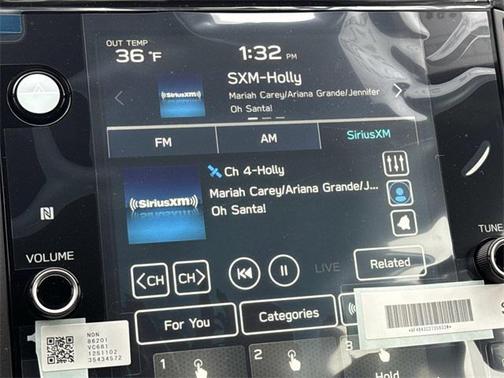 OUT TEMP
36 °F
1:32 PM
SXM-Holly
((SiriusXM))
Mariah Carey/Ariana Grande/Jennifer
Oh Santa!
FM
AM
SiriusXM
Ch 4-Holly
((SiriusXM))
Mariah Carey/Ariana Grande/J...
Oh Santa!
N
VOLUME
TUNE
<CH
CH>
LIVE
Related
For You
Categories
NON
86201
VC681
12S1102
35434572
1
2
3
Hold